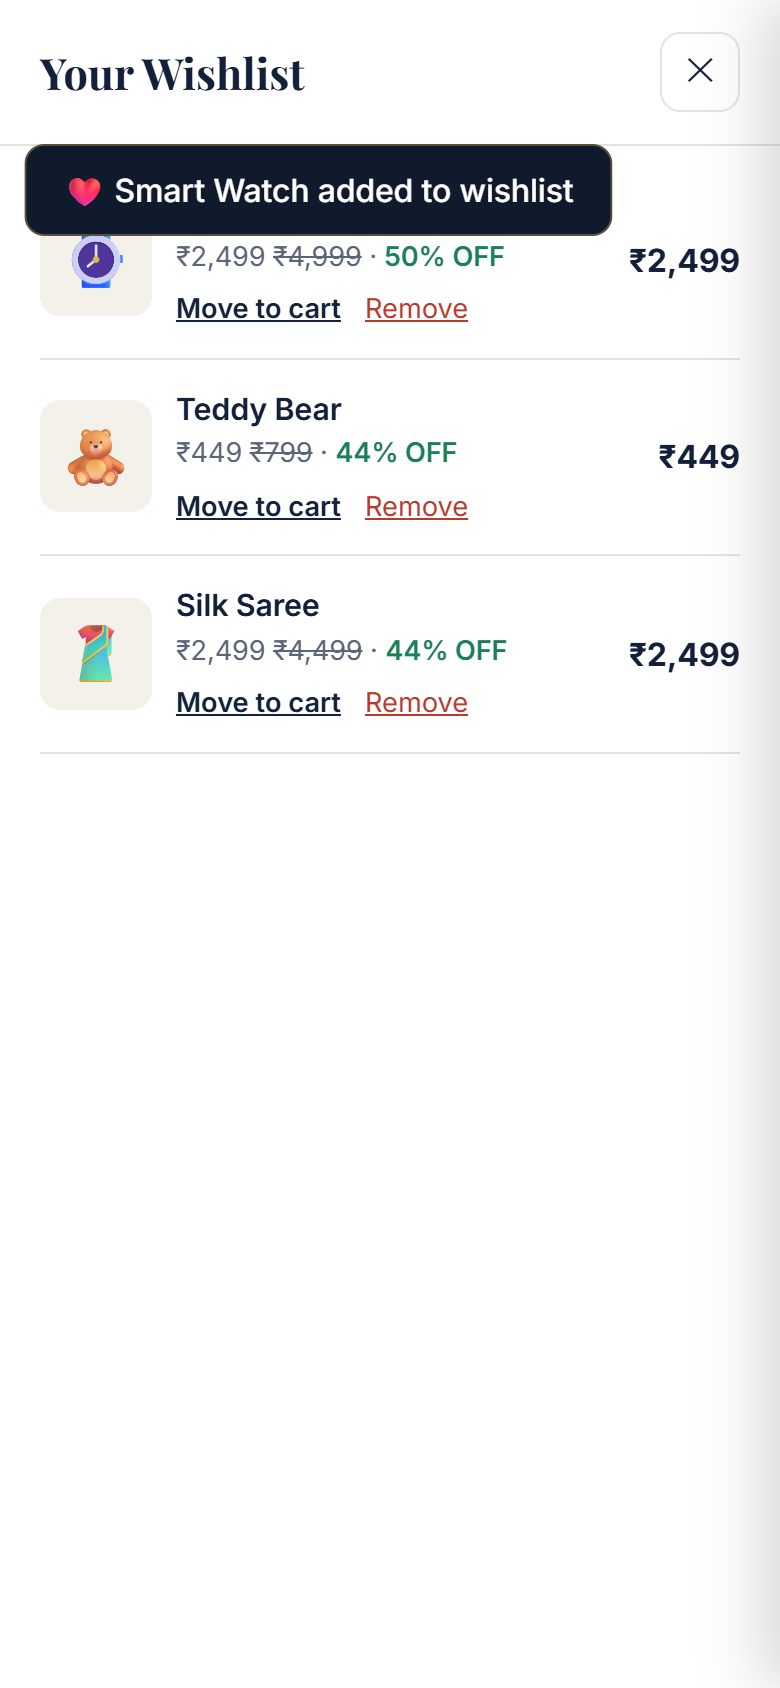 Your Wishlist
Smart Watch added to wishlist
₹2,499 ₹4,999 · 50% OFF
₹2,499
Move to cart Remove
Teddy Bear
₹449 ₹799 · 44% OFF
₹449
Move to cart Remove
Silk Saree
₹2,499 ₹4,499 · 44% OFF
₹2,499
Move to cart Remove